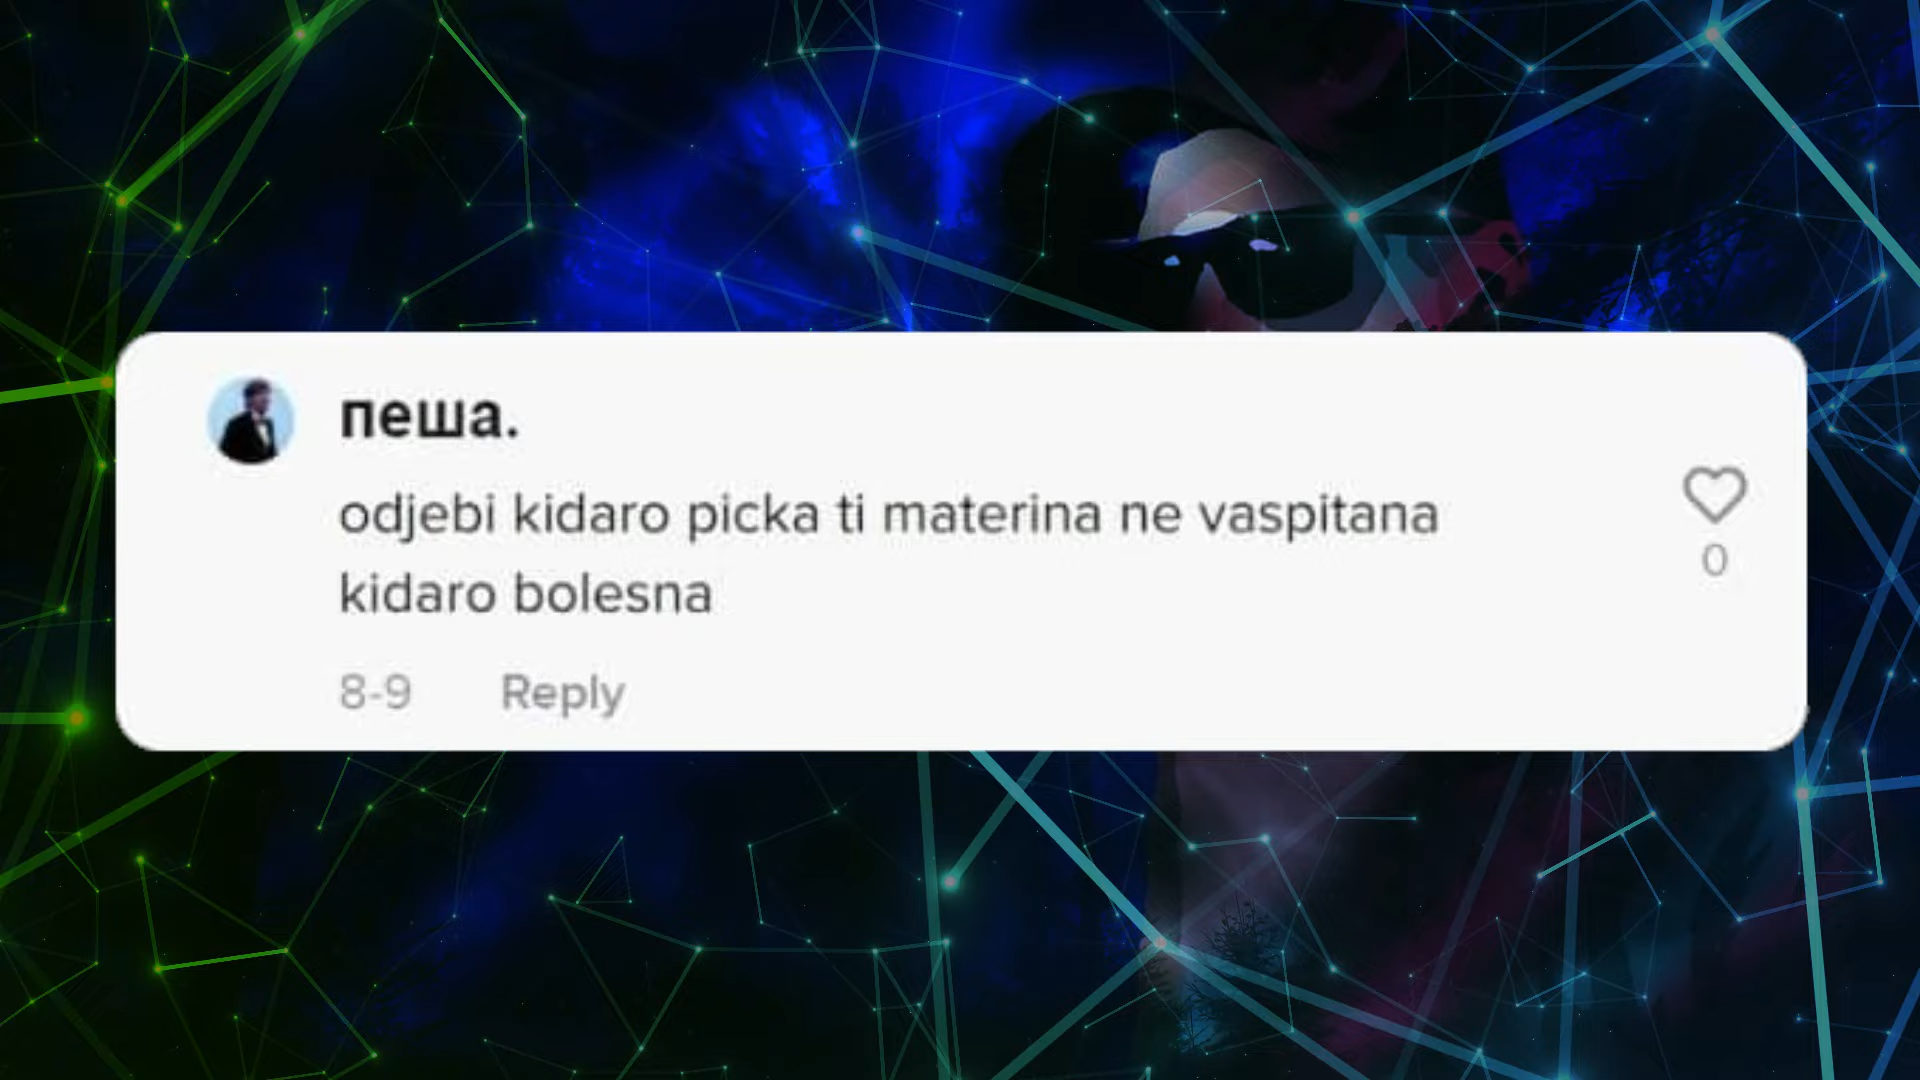 пеша.
odjebi kidaro picka ti materina ne vaspitana
kidaro bolesna
0
8-9 Reply